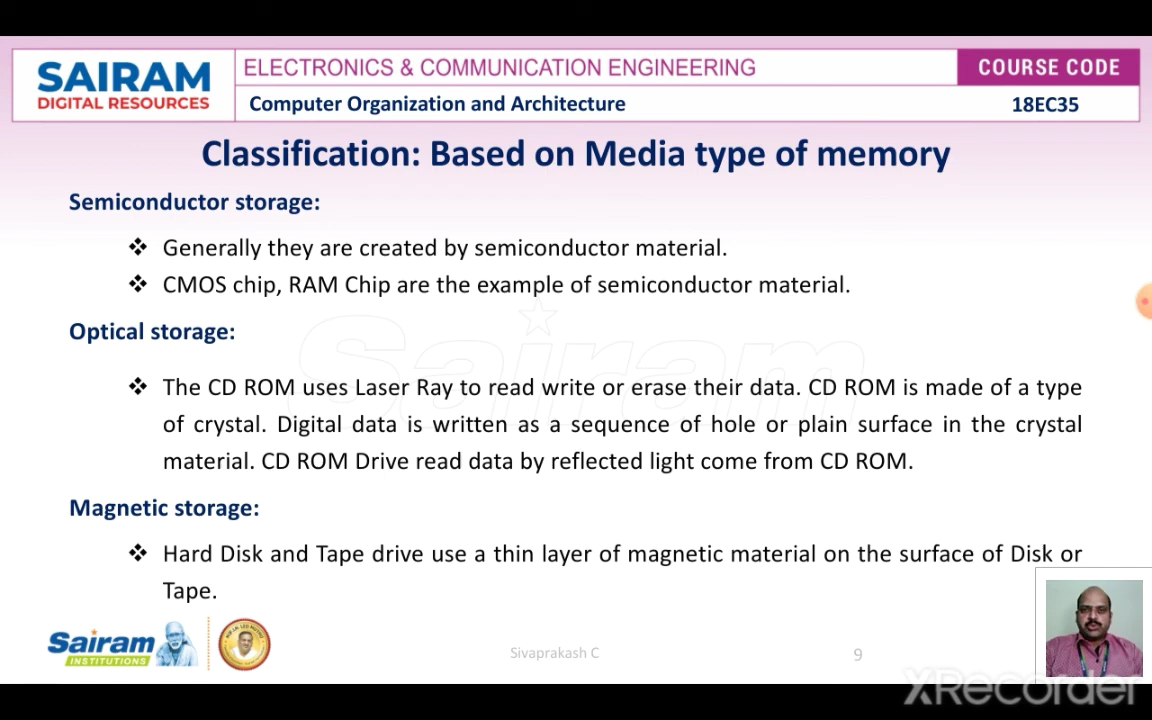 SAIRAM
DIGITAL RESOURCES
ELECTRONICS & COMMUNICATION ENGINEERING
COURSE CODE
Computer Organization and Architecture
18EC35
Classification: Based on Media type of memory
Semiconductor storage:
❖ Generally they are created by semiconductor material.
❖ CMOS chip, RAM Chip are the example of semiconductor material.
Optical storage:
❖ The CD ROM uses Laser Ray to read write or erase their data. CD ROM is made of a type
of crystal. Digital data is written as a sequence of hole or plain surface in the crystal
material. CD ROM Drive read data by reflected light come from CD ROM.
Magnetic storage:
❖ Hard Disk and Tape drive use a thin layer of magnetic material on the surface of Disk or
Tape.
Sairam
INSTITUTIONS
Sivaprakash C
9
Sairam
XRecorder